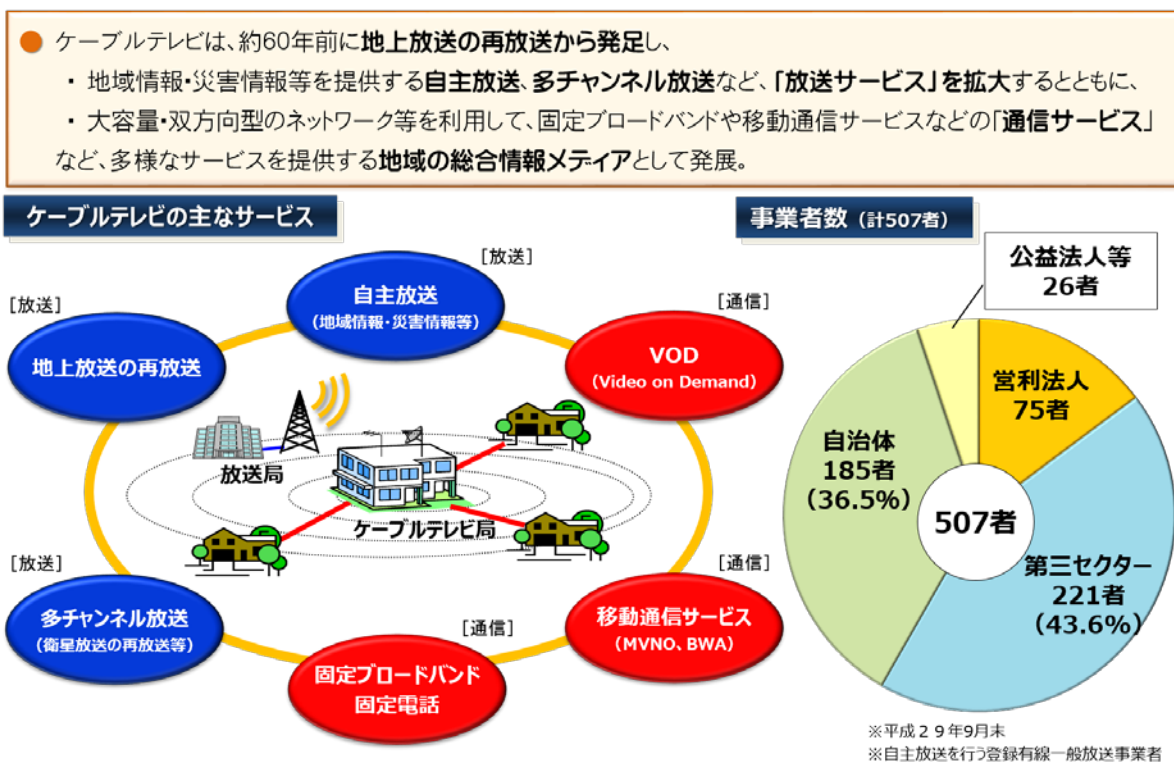 ● ケーブルテレビは、約60年前に地上放送の再放送から発足し、
・ 地域情報・災害情報等を提供する自主放送、多チャンネル放送など、「放送サービス」を拡大するとともに、
・ 大容量・双方向型のネットワーク等を利用して、固定ブロードバンドや移動通信サービスなどの「通信サービス」
など、多様なサービスを提供する地域の総合情報メディアとして発展。
ケーブルテレビの主なサービス
[放送]
自主放送
(地域情報・災害情報等)
[放送]
地上放送の再放送
[通信]
VOD
(Video on Demand)
放送局
ケーブルテレビ局
[放送]
多チャンネル放送
(衛星放送の再放送等)
[通信]
固定ブロードバンド
固定電話
[通信]
移動通信サービス
(MVNO、BWA)
事業者数 (計507者)
公益法人等
26者
営利法人
75者
自治体
185者
(36.5%)
507者
第三セクター
221者
(43.6%)
※平成29年9月末
※自主放送を行う登録有線一般放送事業者